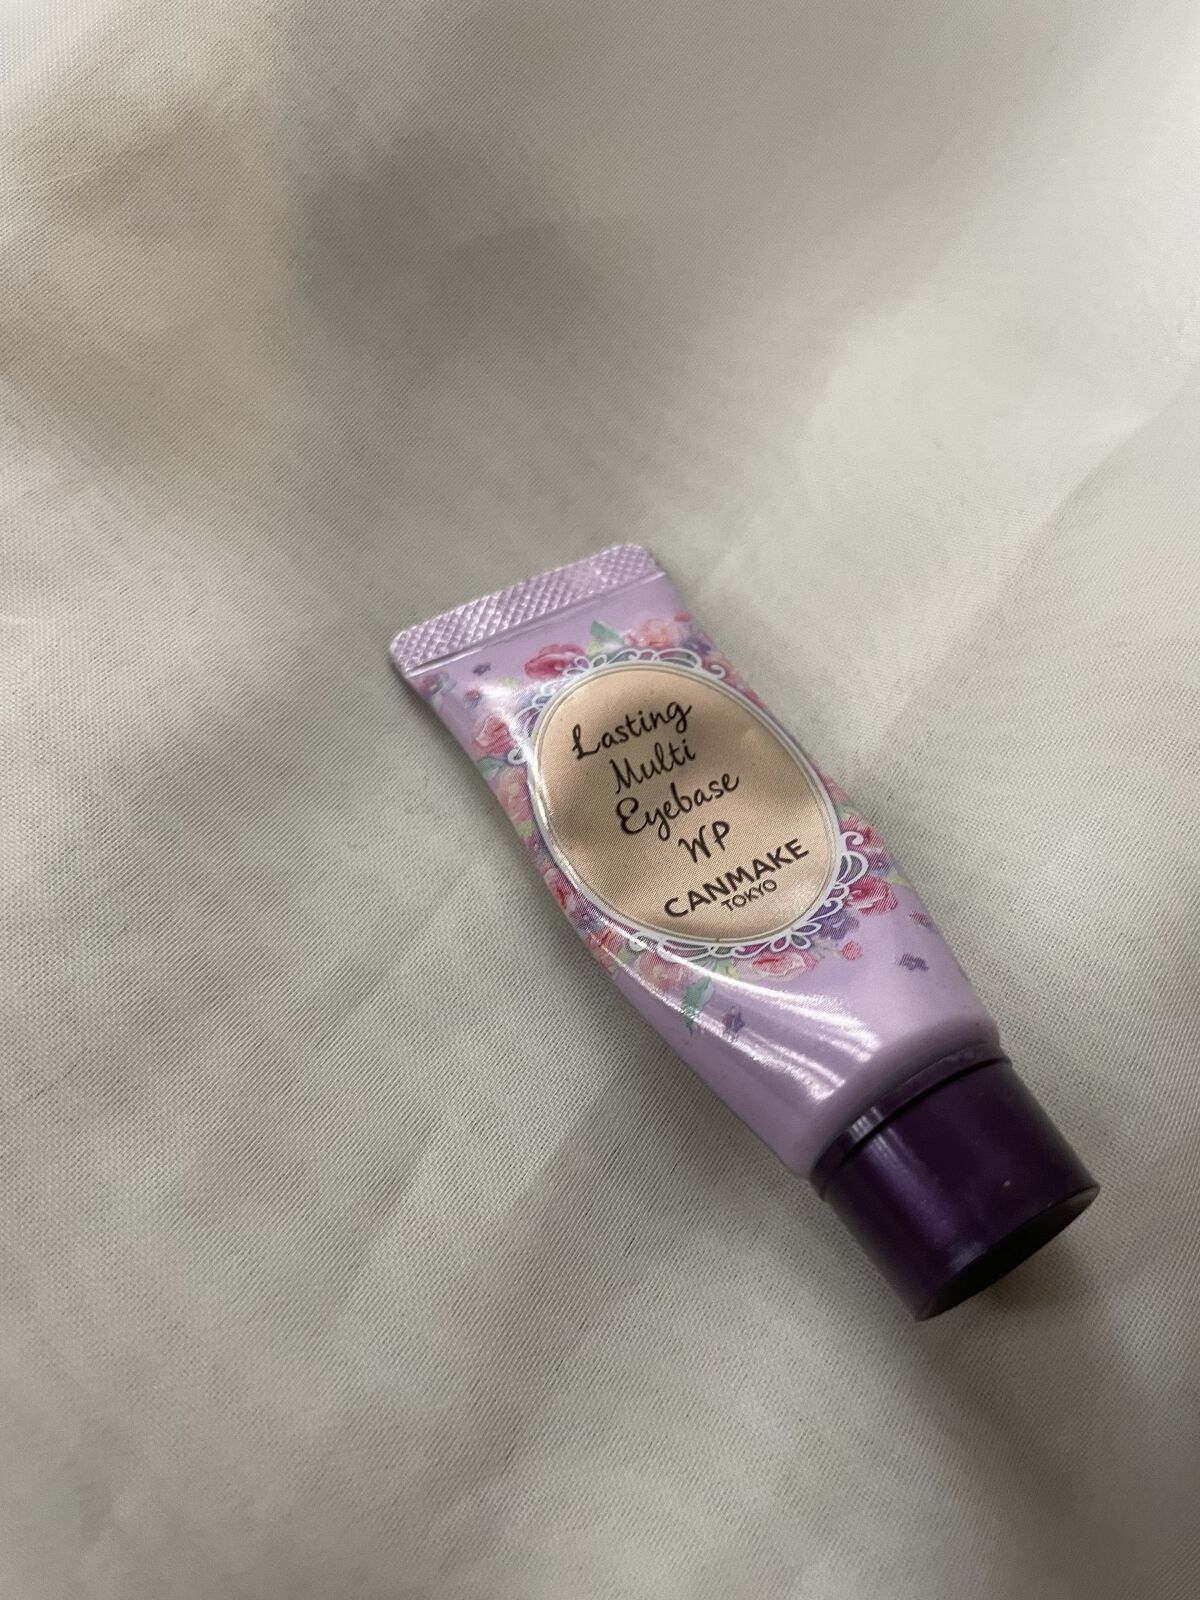 Lasting
Multi
Eyebase
WP
CANMAKE
TOKYO